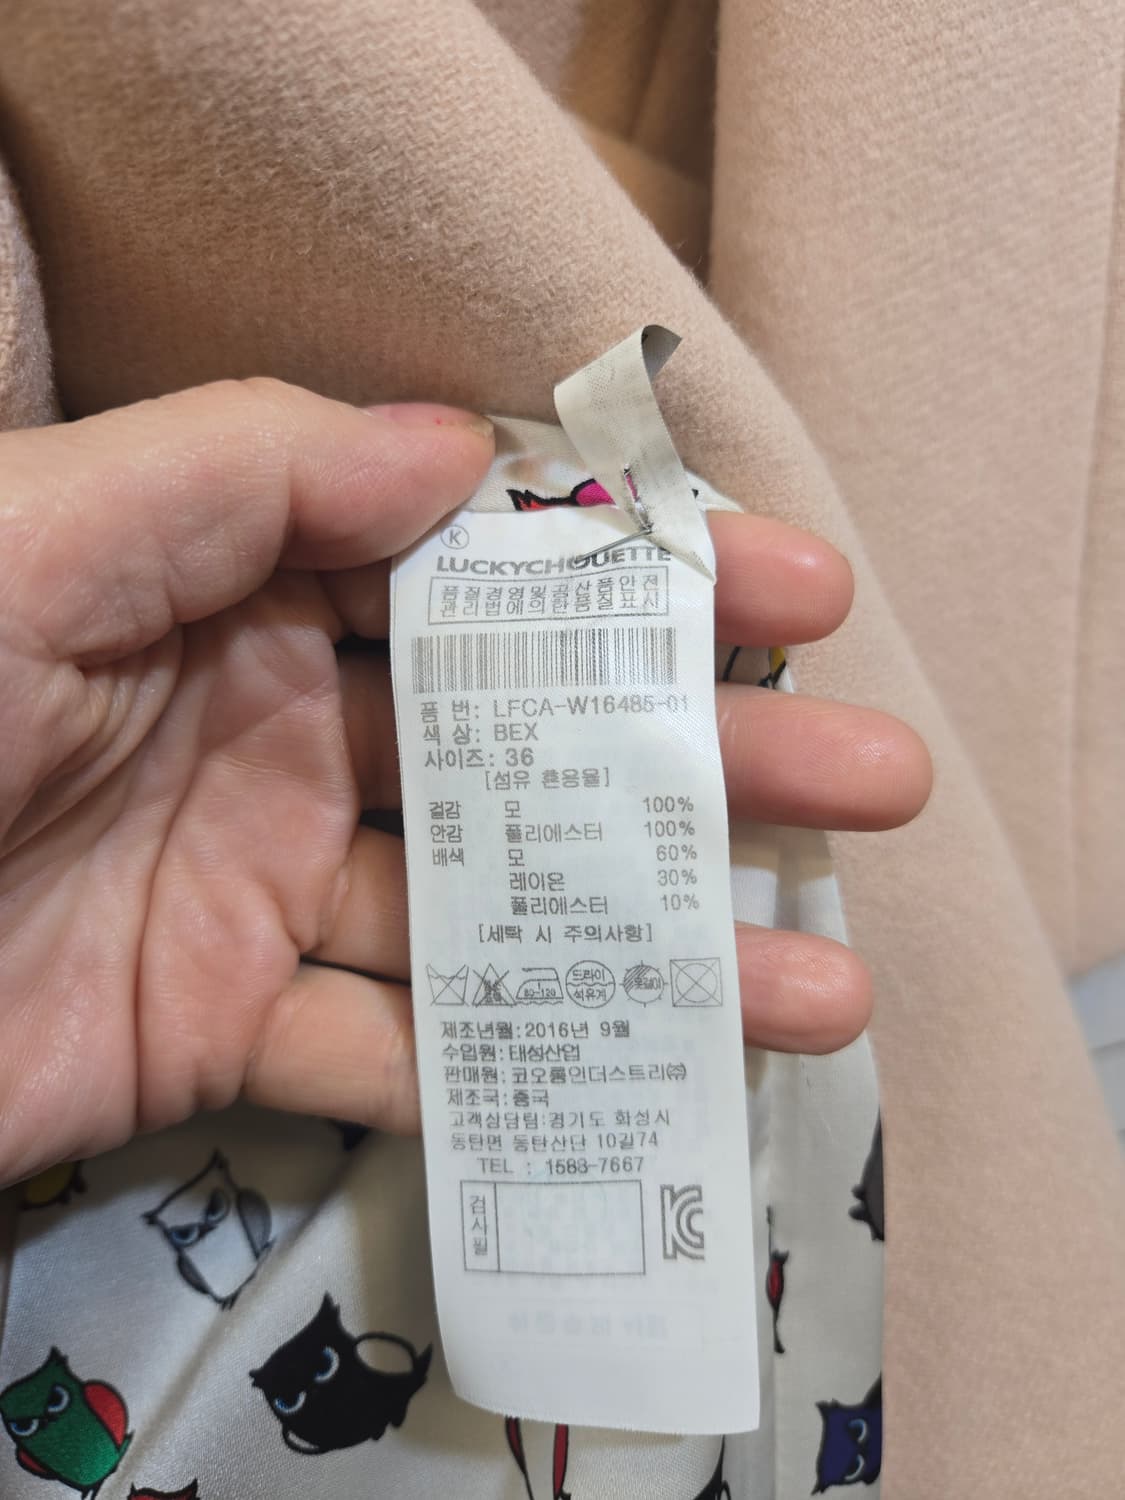 K
LUCKYCHOUETTE
품질경영및공산품안전
관리법에의한품질표시
품 번: LFCA-W16485-01
색 상: BEX
사이즈: 36
[섬유 혼용율]
겉감 모 100%
안감 폴리에스터 100%
배색 모 60%
레이온 30%
폴리에스터 10%
[세탁 시 주의사항]
80~120
드라이
석유계
옷걸이
제조년월:2016년 9월
수입원:태성산업
판매원:코오롱인더스트리㈜
제조국:중국
고객상담팀:경기도 화성시
동탄면 동탄산단 10길74
TEL : 1588-7667
검사필
KC